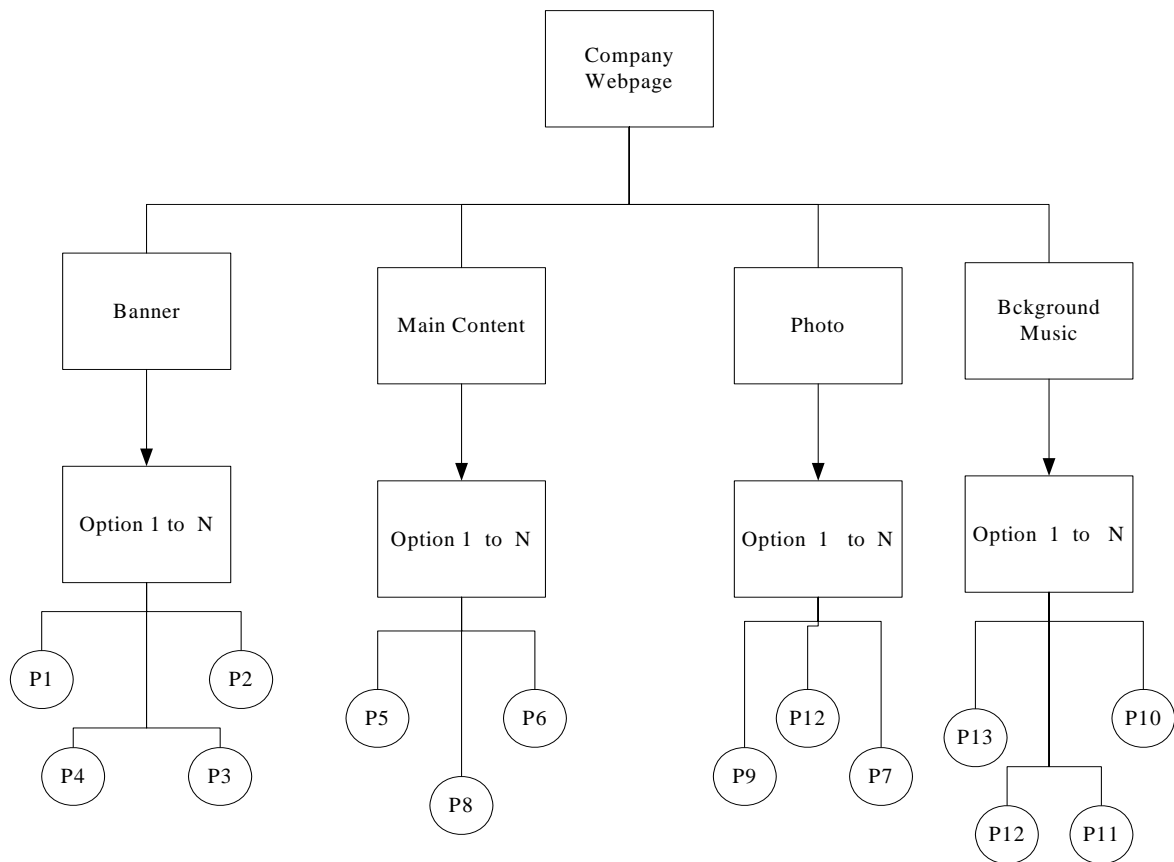 Company
Webpage
Banner
Main Content
Photo
Bckground
Music
Option 1 to N
Option 1 to N
Option 1 to N
Option 1 to N
P1
P2
P4
P3
P5
P6
P8
P12
P9
P7
P13
P10
P12
P11